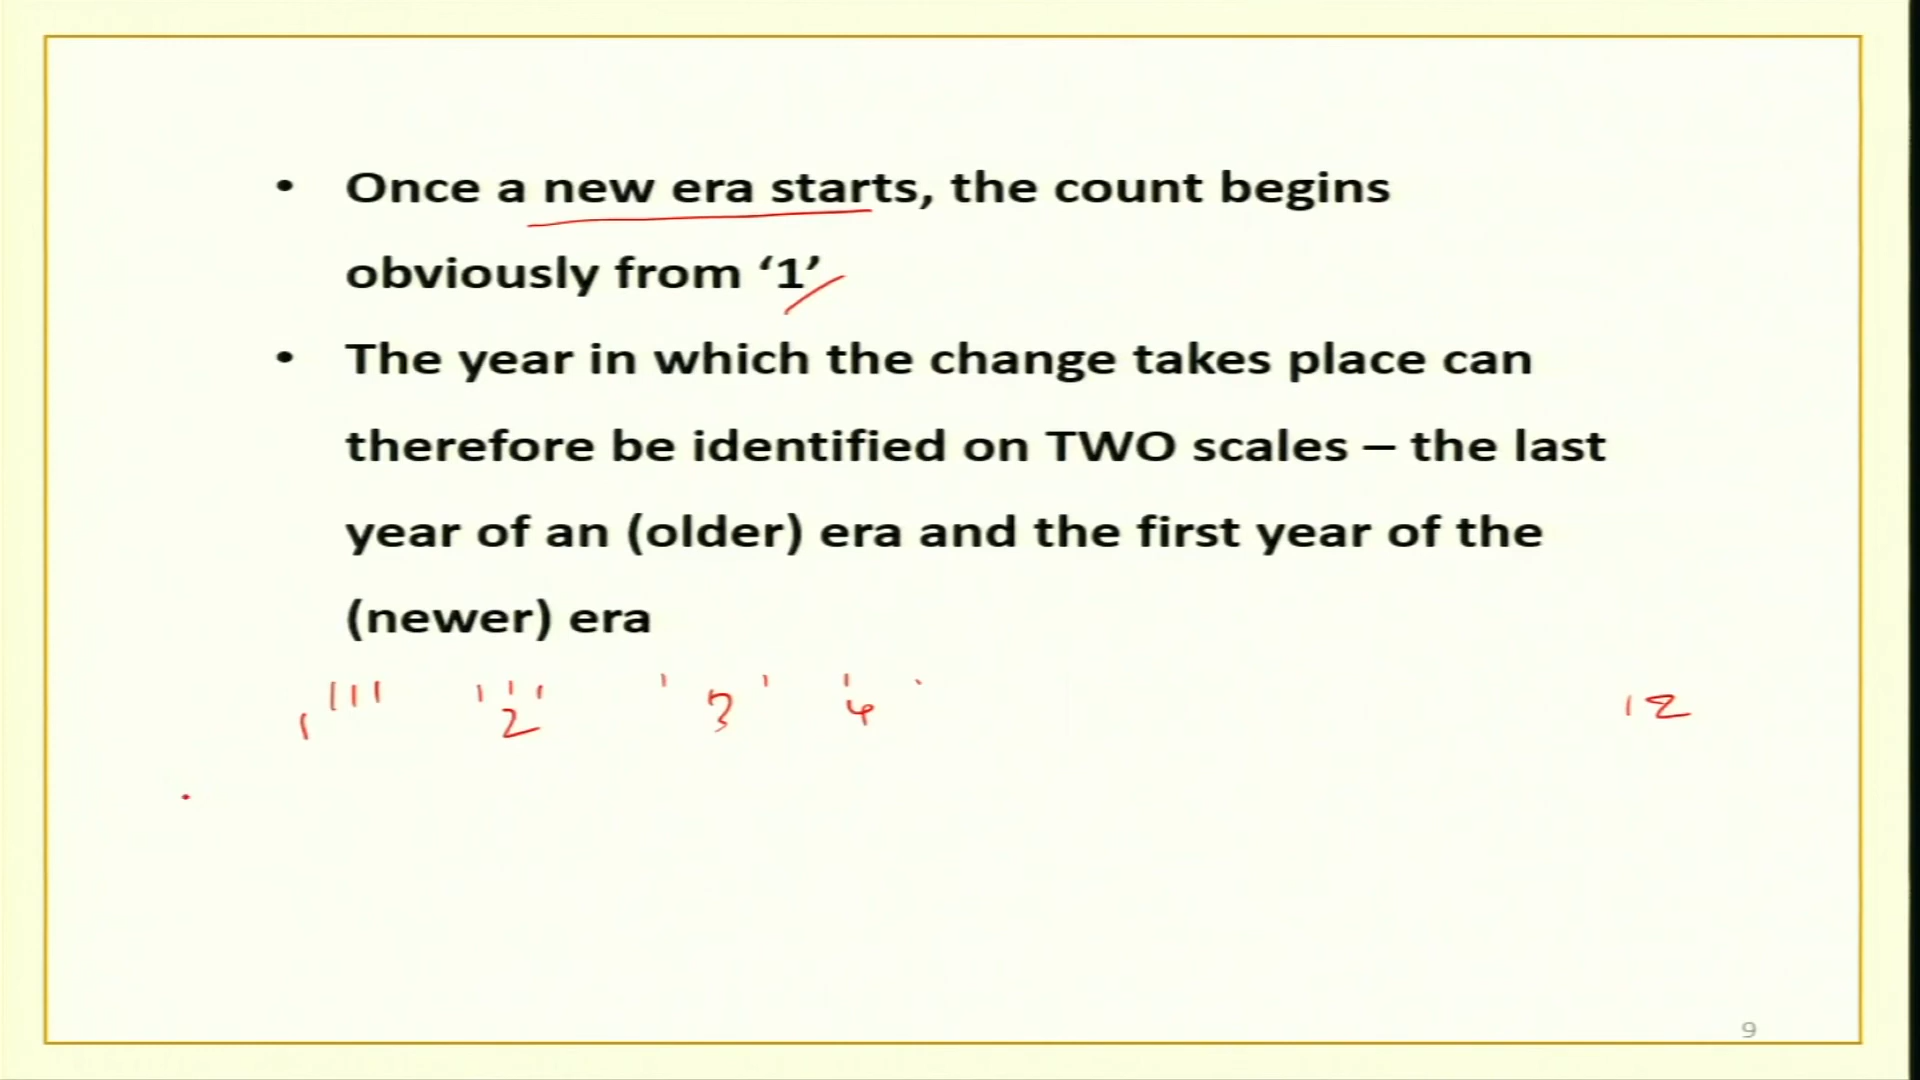 • Once a new era starts, the count begins
obviously from ‘1’
• The year in which the change takes place can
therefore be identified on TWO scales – the last
year of an (older) era and the first year of the
(newer) era
1 2 3 4 12
9